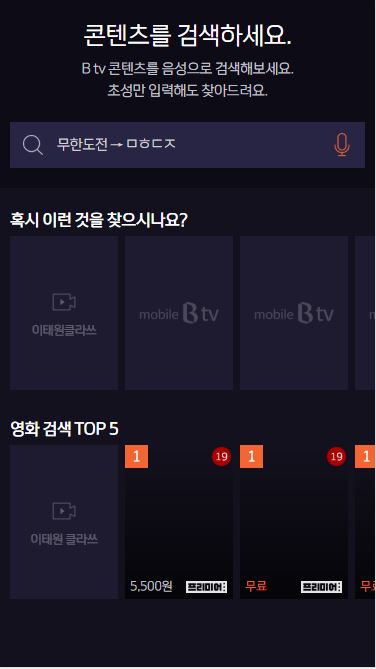 콘텐츠를 검색하세요.
B tv 콘텐츠를 음성으로 검색해보세요.
초성만 입력해도 찾아드려요.
무한도전 → ㅁㅎㄷㅈ
혹시 이런 것을 찾으시나요?
이태원클라쓰
mobile B tv
mobile B tv
영화 검색 TOP 5
1 19
1 19
1
이태원 클라쓰
5,500원 프리미어:
무료 프리미어: